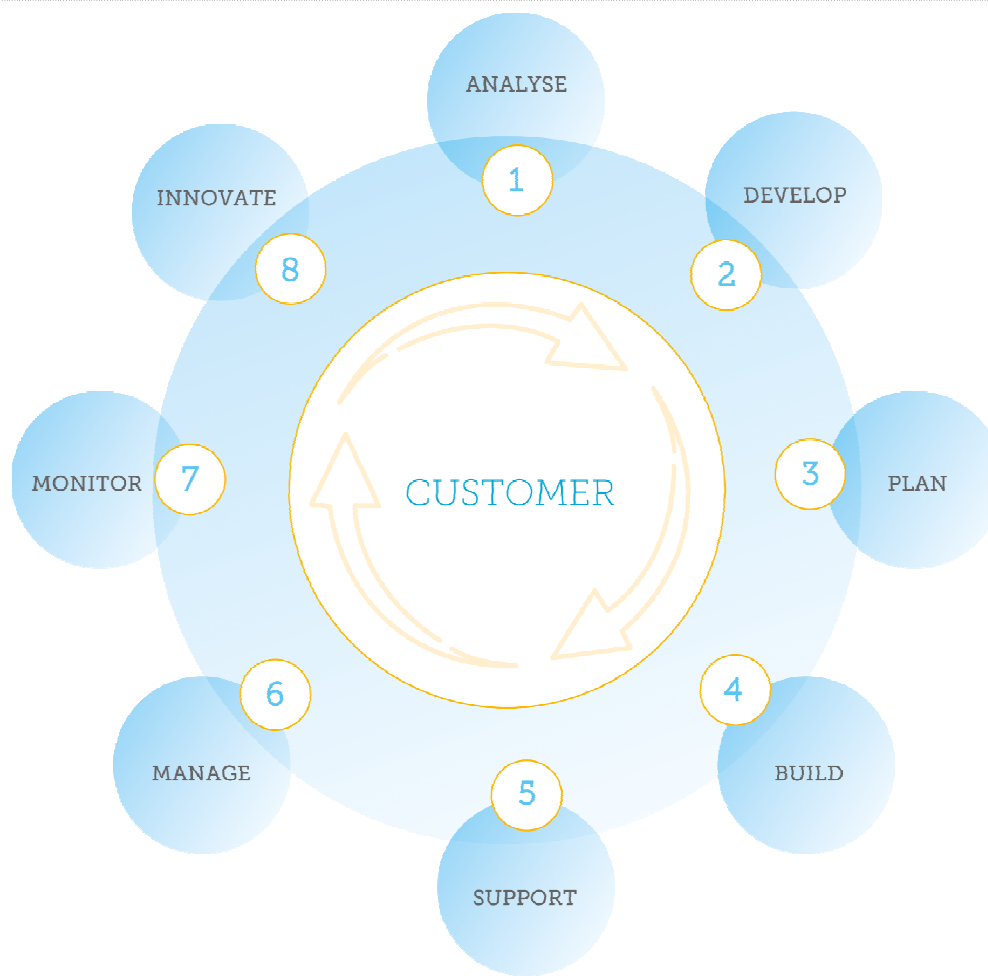 ANALYSE
1
DEVELOP
2
PLAN
3
BUILD
4
SUPPORT
5
MANAGE
6
MONITOR
7
INNOVATE
8
CUSTOMER